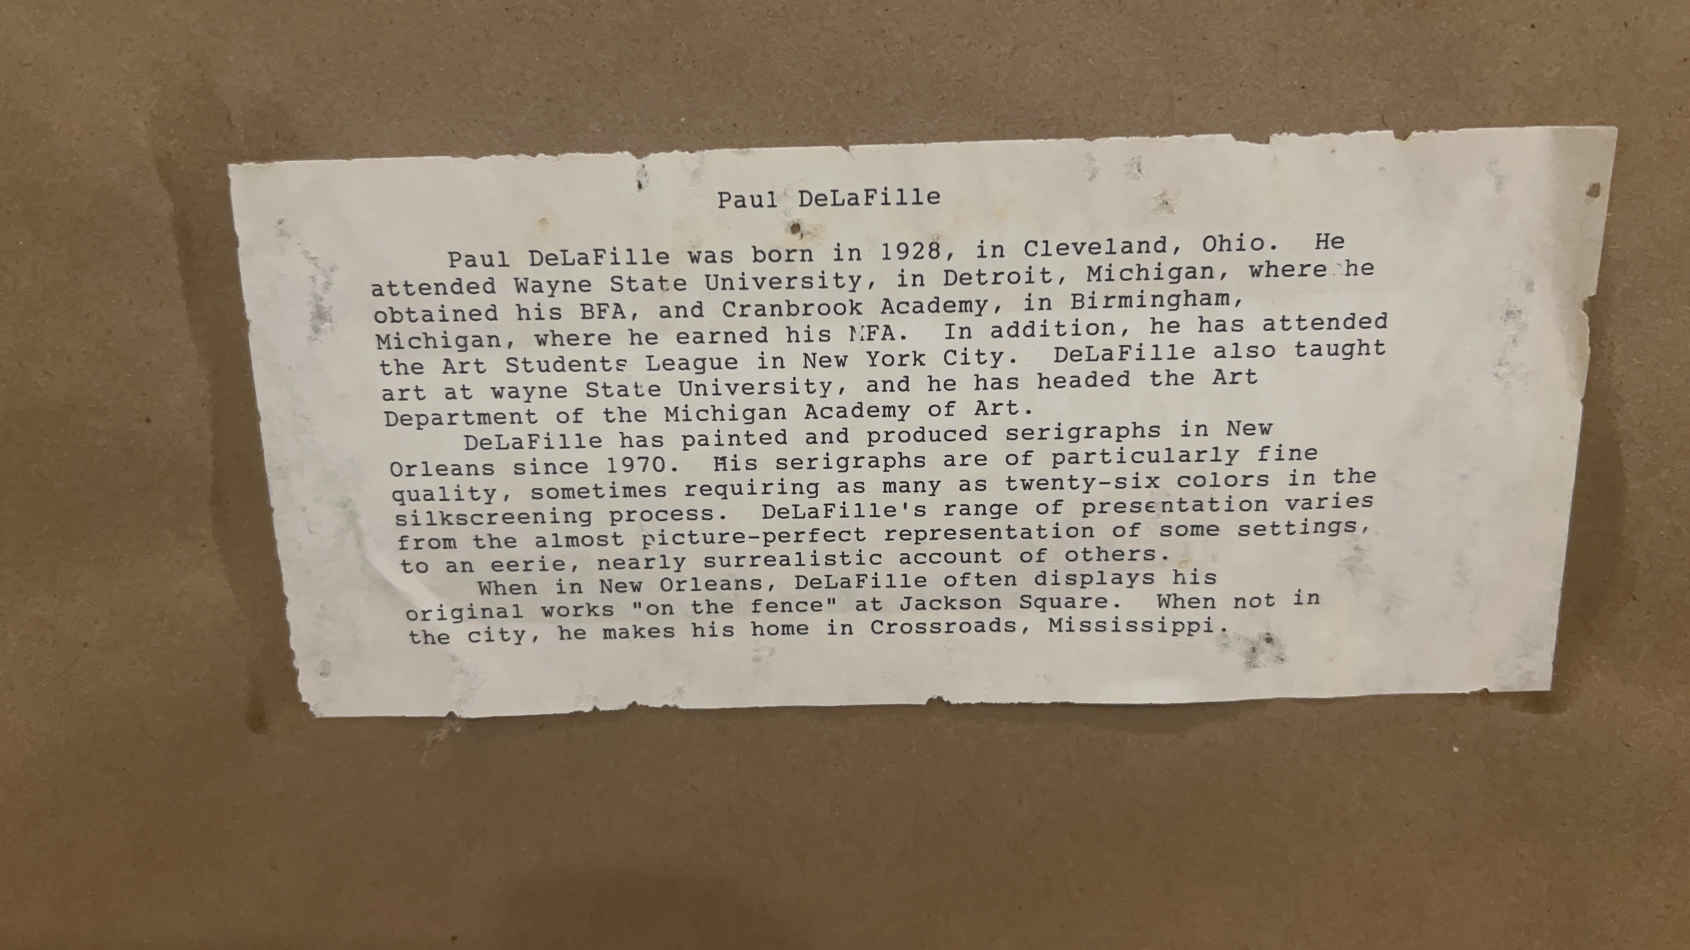 Paul DeLaFille
Paul DeLaFille was born in 1928, in Cleveland, Ohio. He
attended Wayne State University, in Detroit, Michigan, where he
obtained his BFA, and Cranbrook Academy, in Birmingham,
Michigan, where he earned his MFA. In addition, he has attended
the Art Students League in New York City. DeLaFille also taught
art at wayne State University, and he has headed the Art
Department of the Michigan Academy of Art.
DeLaFille has painted and produced serigraphs in New
Orleans since 1970. His serigraphs are of particularly fine
quality, sometimes requiring as many as twenty-six colors in the
silkscreening process. DeLaFille's range of presentation varies
from the almost picture-perfect representation of some settings,
to an eerie, nearly surrealistic account of others.
When in New Orleans, DeLaFille often displays his
original works "on the fence" at Jackson Square. When not in
the city, he makes his home in Crossroads, Mississippi.